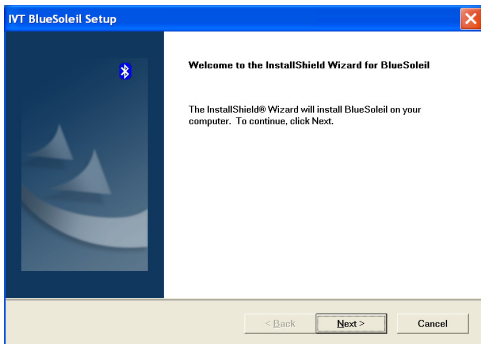 IVT BlueSoleil Setup
Welcome to the InstallShield Wizard for BlueSoleil
The InstallShield® Wizard will install BlueSoleil on your
computer. To continue, click Next.
< Back
Next >
Cancel